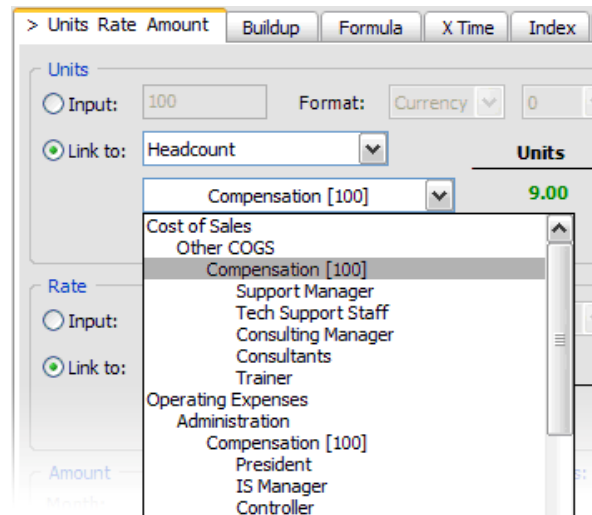 > Units Rate Amount Buildup Formula X Time Index
Units
Input: 100 Format: Currency 0
Link to: Headcount Units
Compensation [100] 9.00
Cost of Sales
Other COGS
Compensation [100]
Rate
Support Manager
Input: Tech Support Staff
Consulting Manager
Link to: Consultants
Trainer
Operating Expenses
Administration
Compensation [100]
Amount President
IS Manager
Month: Controller